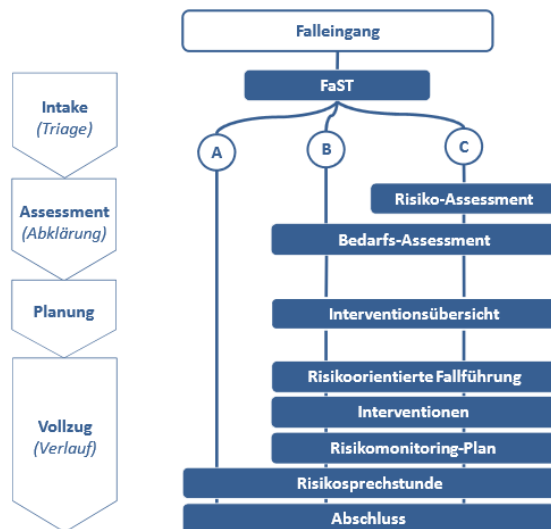 Falleingang
FaST
Intake
(Triage)
A
B
C
Risiko-Assessment
Assessment
(Abklärung)
Bedarfs-Assessment
Planung
Interventionsübersicht
Risikoorientierte Fallführung
Interventionen
Vollzug
(Verlauf)
Risikomonitoring-Plan
Risikosprechstunde
Abschluss